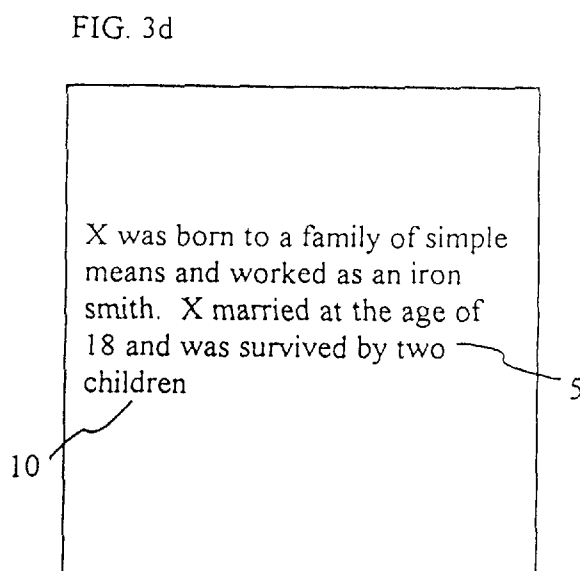 FIG. 3d
X was born to a family of simple
means and worked as an iron
smith.  X married at the age of
18 and was survived by two
children
5
10